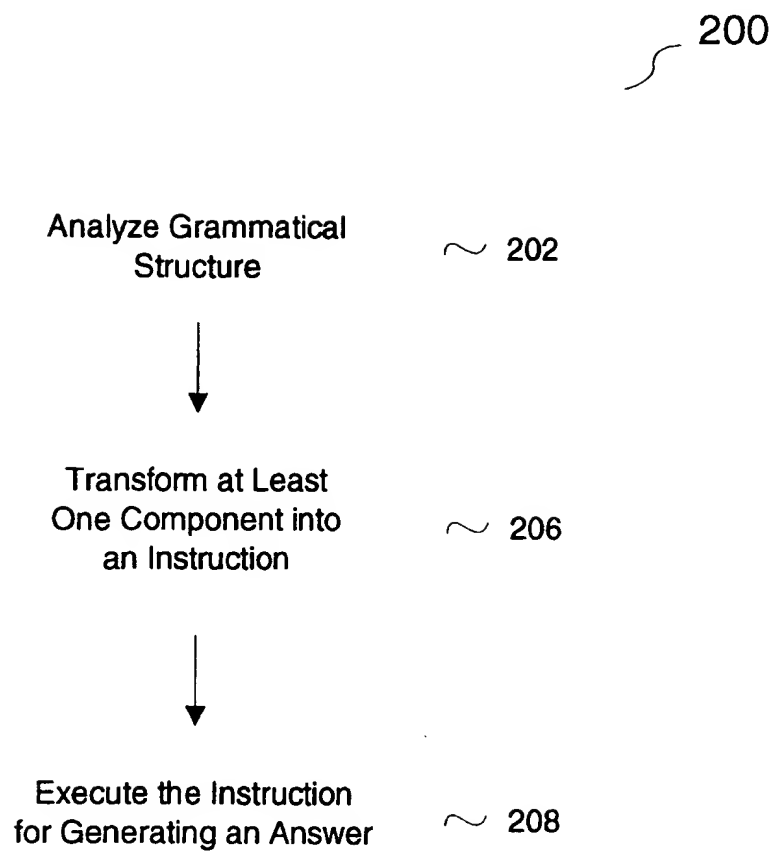 200
Analyze Grammatical
Structure
202
Transform at Least
One Component into
an Instruction
206
Execute the Instruction
for Generating an Answer
208